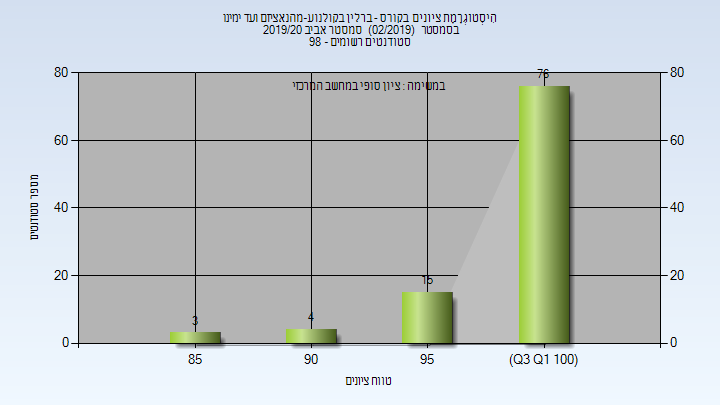 היסטוגרמת ציונים בקורס - ברלין בקולנוע-מהנאציזם ועד ימינו
בסמסטר (02/2019) סמסטר אביב 2019/20
סטודנטים רשומים - 98
במשימה : ציון סופי במחשב המרכזי
80 80
76
60 60
40 40
20 20
15
4
3
0 0
85 90 95 (Q3 Q1 100)
מספר סטודנטים
טווח ציונים